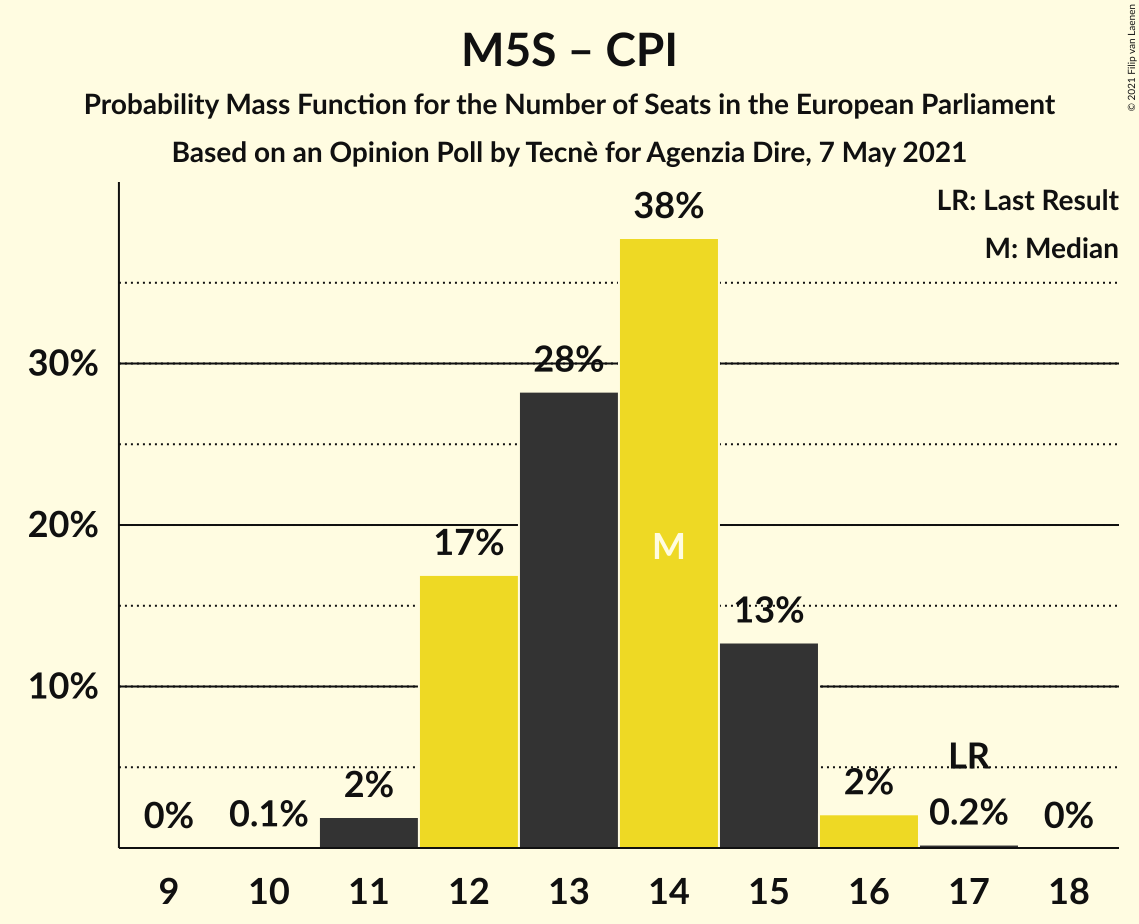 M5S – CPI
Probability Mass Function for the Number of Seats in the European Parliament
Based on an Opinion Poll by Tecnè for Agenzia Dire, 7 May 2021
© 2021 Filip van Laenen
LR: Last Result
M: Median
38%
30%
28%
20%
17%
M
13%
10%
LR
2%
2%
0%
0.1%
0.2%
0%
9 10 11 12 13 14 15 16 17 18